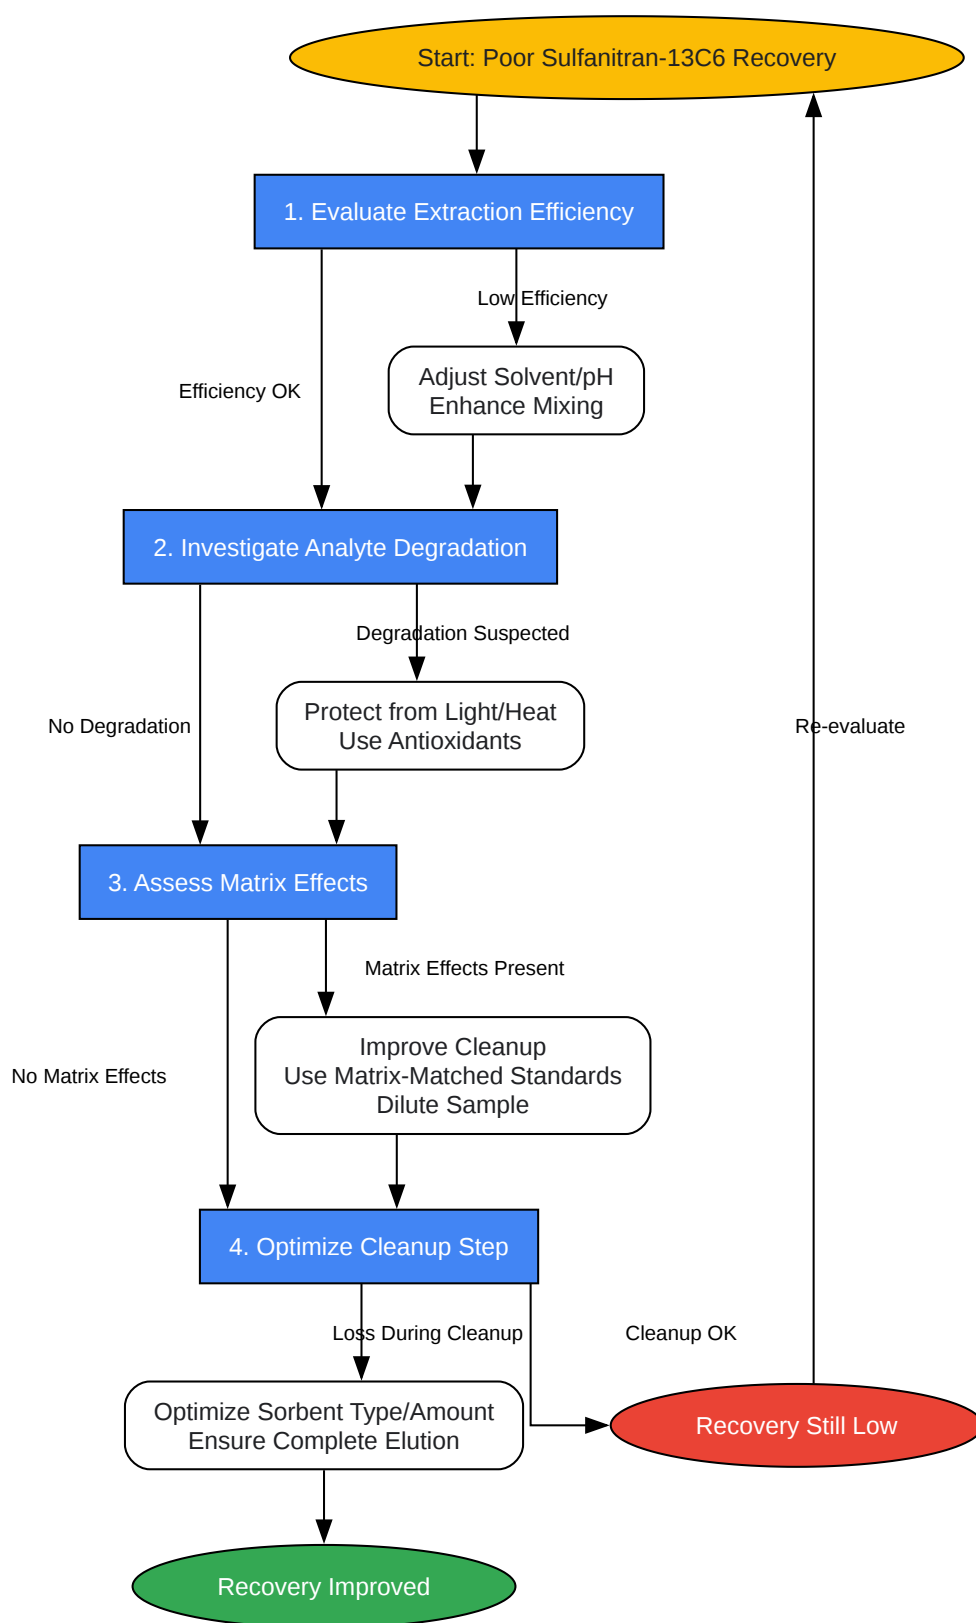 Start: Poor Sulfanitran-13C6 Recovery
1. Evaluate Extraction Efficiency
Low Efficiency
Efficiency OK
Adjust Solvent/pH
Enhance Mixing
2. Investigate Analyte Degradation
Degradation Suspected
No Degradation
Protect from Light/Heat
Use Antioxidants
Re-evaluate
3. Assess Matrix Effects
Matrix Effects Present
No Matrix Effects
Improve Cleanup
Use Matrix-Matched Standards
Dilute Sample
4. Optimize Cleanup Step
Loss During Cleanup
Cleanup OK
Optimize Sorbent Type/Amount
Ensure Complete Elution
Recovery Still Low
Recovery Improved